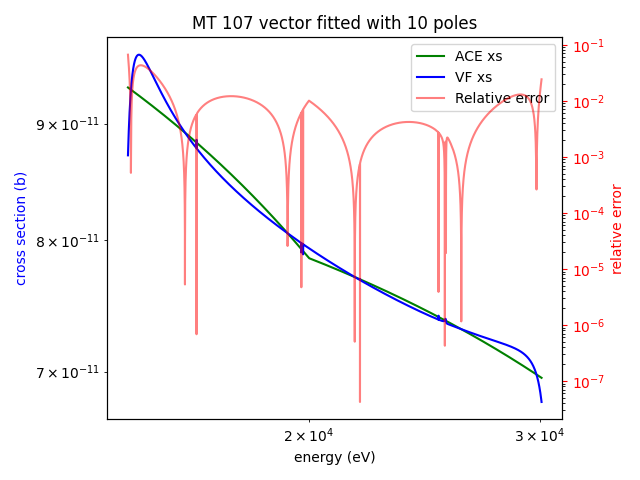 MT 107 vector fitted with 10 poles
ACE xs
VF xs
Relative error
9 × 10⁻¹¹
8 × 10⁻¹¹
7 × 10⁻¹¹
cross section (b)
10⁻¹
10⁻²
10⁻³
10⁻⁴
10⁻⁵
10⁻⁶
10⁻⁷
relative error
2 × 10⁴
3 × 10⁴
energy (eV)